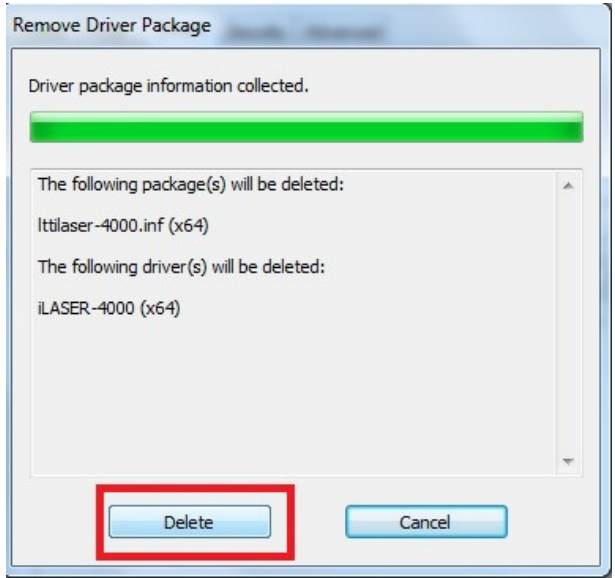 Remove Driver Package
Driver package information collected.
The following package(s) will be deleted:
lttilaser-4000.inf (x64)
The following driver(s) will be deleted:
iLASER-4000 (x64)
Delete
Cancel